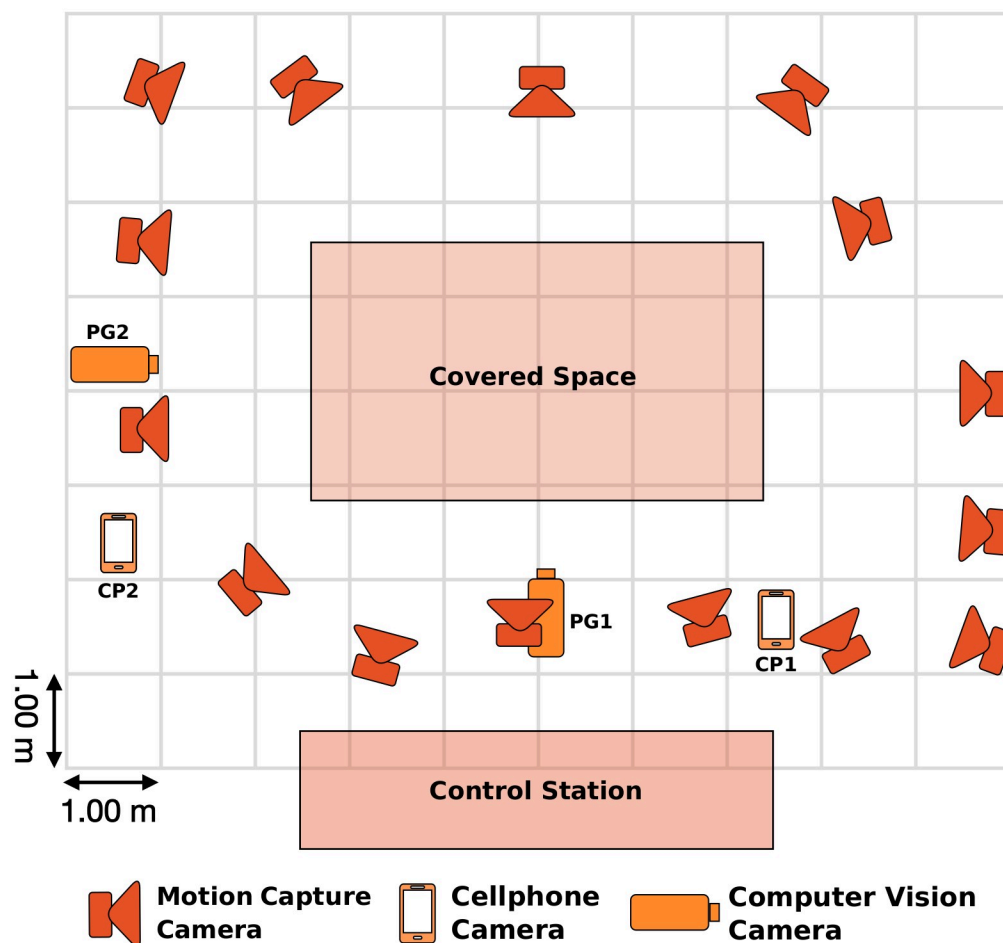 PG2
Covered Space
CP2
PG1
CP1
1.00 m
1.00 m
Control Station
Motion Capture
Camera
Cellphone
Camera
Computer Vision
Camera